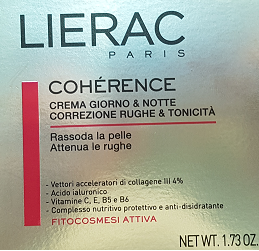 LIERAC
PARIS
COHÉRENCE
CREMA GIORNO & NOTTE
CORREZIONE RUGHE & TONICITÀ
Rassoda la pelle
Attenua le rughe
- Vettori acceleratori di collagene III 4%
- Acido ialuronico
- Vitamine C, E, B5 e B6
- Complesso nutritivo protettivo e anti-disidratante
FITOCOSMESI ATTIVA
NET WT. 1.73 OZ.